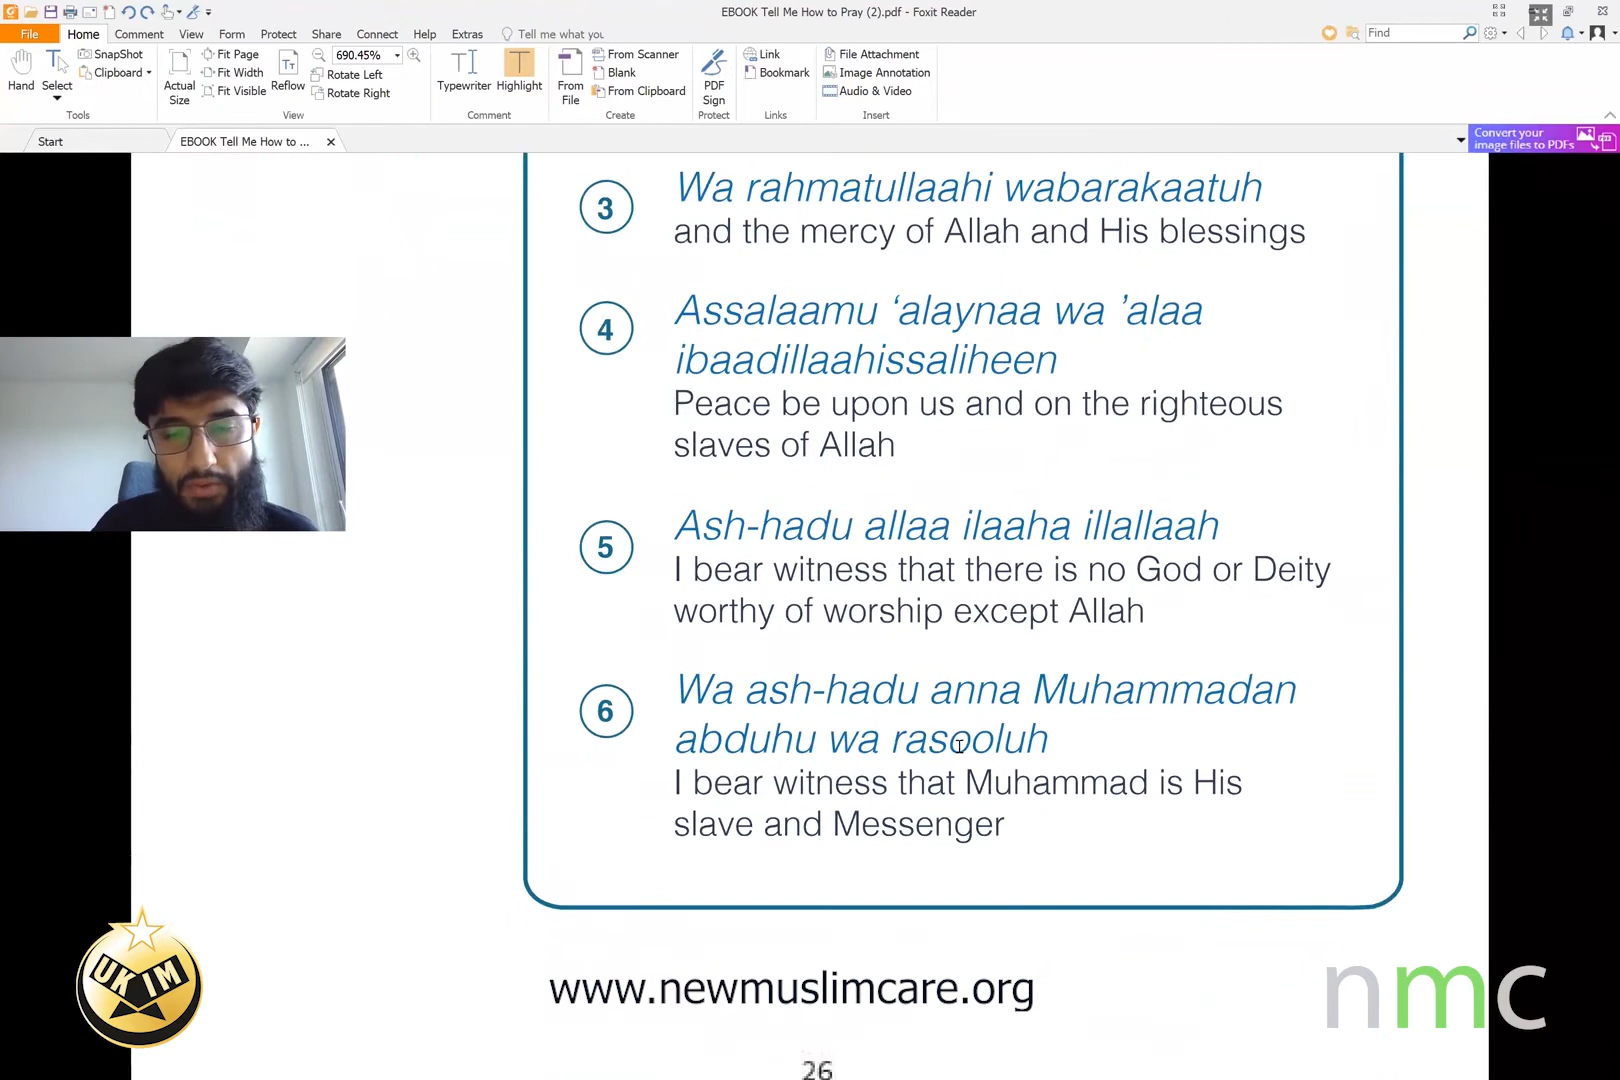 EBOOK Tell Me How to Pray (2).pdf - Foxit Reader
File Home Comment View Form Protect Share Connect Help Extras Tell me what you Find
Hand
Select
SnapShot
Clipboard
Tools
Actual Size
Fit Page
Fit Width
Fit Visible
Reflow
690.45%
Rotate Left
Rotate Right
View
Typewriter
Highlight
Comment
From File
From Scanner
Blank
From Clipboard
Create
PDF Sign
Protect
Link
Bookmark
Links
File Attachment
Image Annotation
Audio & Video
Insert
Start
EBOOK Tell Me How to ...
Convert your
image files to PDFs
3
Wa rahmatullaahi wabarakaatuh
and the mercy of Allah and His blessings
4
Assalaamu ‘alaynaa wa ’alaa
ibaadillaahissaliheen
Peace be upon us and on the righteous
slaves of Allah
5
Ash-hadu allaa ilaaha illallaah
I bear witness that there is no God or Deity
worthy of worship except Allah
6
Wa ash-hadu anna Muhammadan
abduhu wa rasooluh
I bear witness that Muhammad is His
slave and Messenger
UKIM
www.newmuslimcare.org
nmc
26